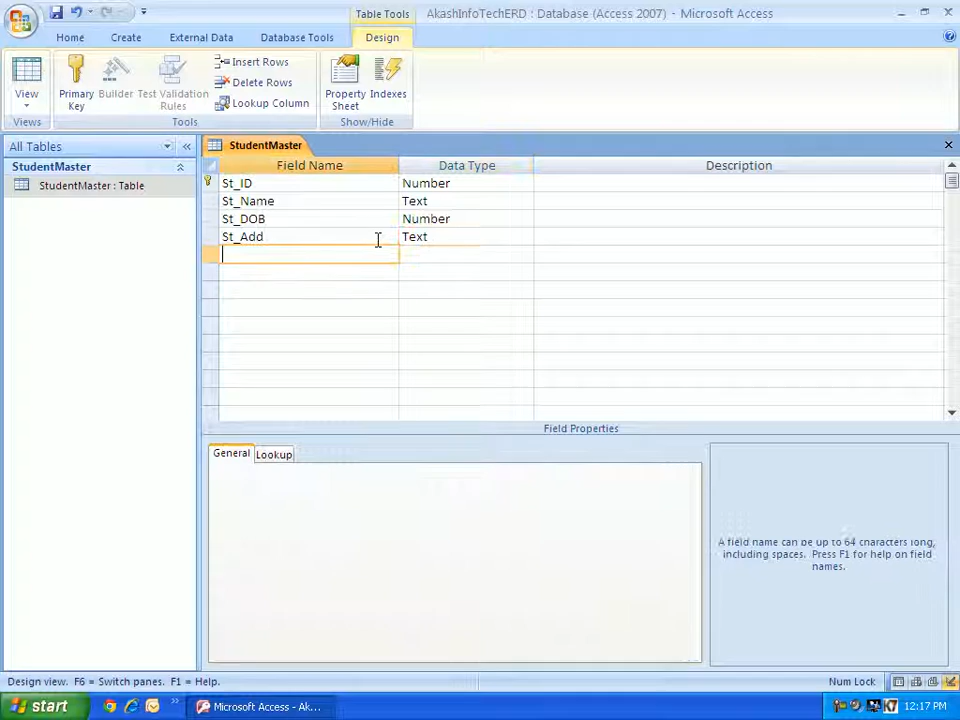 Table Tools
AkashInfoTechERD : Database (Access 2007) - Microsoft Access
Home
Create
External Data
Database Tools
Design
View
Primary Key
Builder
Test Validation Rules
Insert Rows
Delete Rows
Lookup Column
Property Sheet
Indexes
Views
Tools
Show/Hide
All Tables
StudentMaster
StudentMaster : Table
StudentMaster
Field Name Data Type Description
St_ID Number
St_Name Text
St_DOB Number
St_Add Text
Field Properties
General Lookup
A field name can be up to 64 characters long,
including spaces. Press F1 for help on field
names.
Design view. F6 = Switch panes. F1 = Help.
Num Lock
start
Microsoft Access - Ak...
12:17 PM